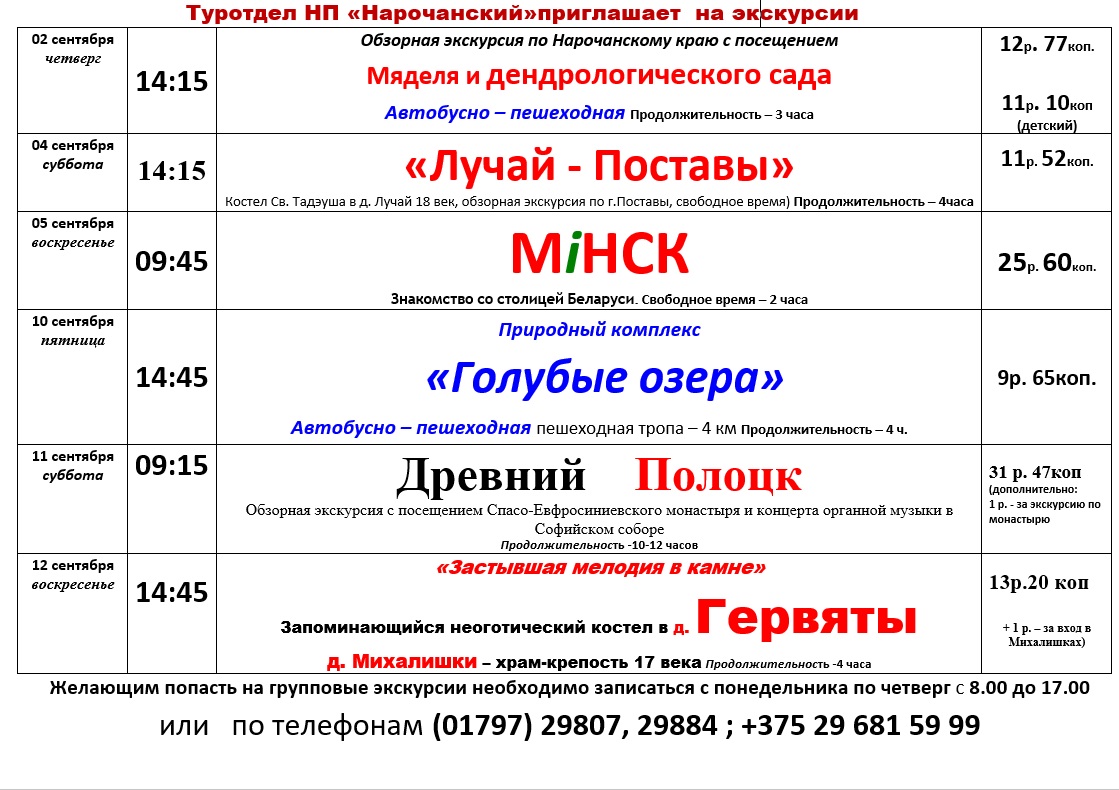 Туротдел НП «Нарочанский»приглашает на экскурсии
02 сентября
четверг
14:15
Обзорная экскурсия по Нарочанскому краю с посещением
Мяделя и дендрологического сада
Автобусно – пешеходная Продолжительность – 3 часа
12р. 77коп.
11р. 10коп
(детский)
04 сентября
суббота
14:15
«Лучай - Поставы»
Костел Св. Тадэуша в д. Лучай 18 век, обзорная экскурсия по г.Поставы, свободное время) Продолжительность – 4часа
11р. 52коп.
05 сентября
воскресенье
09:45
МіНСК
Знакомство со столицей Беларуси. Свободное время – 2 часа
25р. 60коп.
10 сентября
пятница
14:45
Природный комплекс
«Голубые озера»
Автобусно – пешеходная пешеходная тропа – 4 км Продолжительность – 4 ч.
9р. 65коп.
11 сентября
суббота
09:15
Древний Полоцк
Обзорная экскурсия с посещением Спасо-Евфросиниевского монастыря и концерта органной музыки в
Софийском соборе
Продолжительность -10-12 часов
31 р. 47коп
(дополнительно:
1 р. - за экскурсию по
монастырю
12 сентября
воскресенье
14:45
«Застывшая мелодия в камне»
Запоминающийся неоготический костел в д. Гервяты
д. Михалишки – храм-крепость 17 века Продолжительность -4 часа
13р.20 коп
+ 1 р. – за вход в
Михалишках)
Желающим попасть на групповые экскурсии необходимо записаться с понедельника по четверг с 8.00 до 17.00
или по телефонам (01797) 29807, 29884 ; +375 29 681 59 99